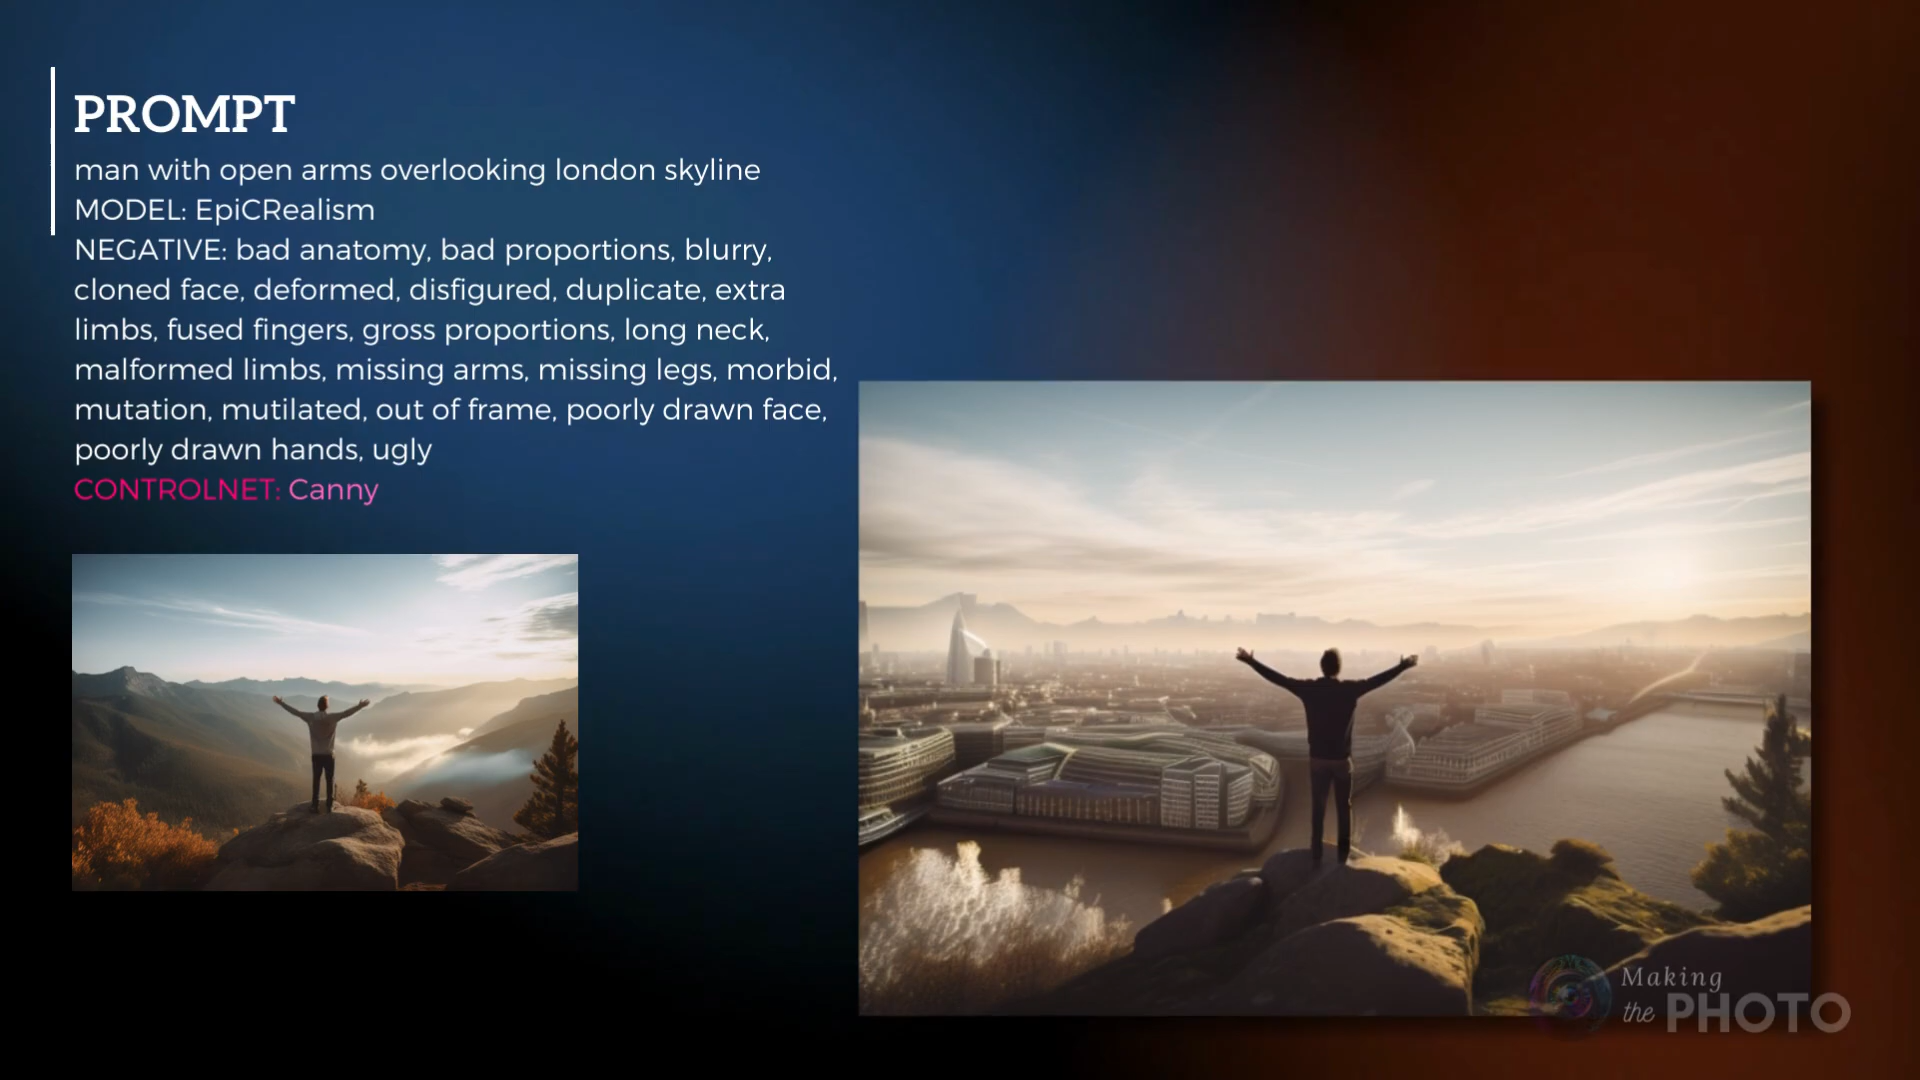 PROMPT
man with open arms overlooking london skyline
MODEL: EpiCRealism
NEGATIVE: bad anatomy, bad proportions, blurry,
cloned face, deformed, disfigured, duplicate, extra
limbs, fused fingers, gross proportions, long neck,
malformed limbs, missing arms, missing legs, morbid,
mutation, mutilated, out of frame, poorly drawn face,
poorly drawn hands, ugly
CONTROLNET: Canny
Making
the PHOTO